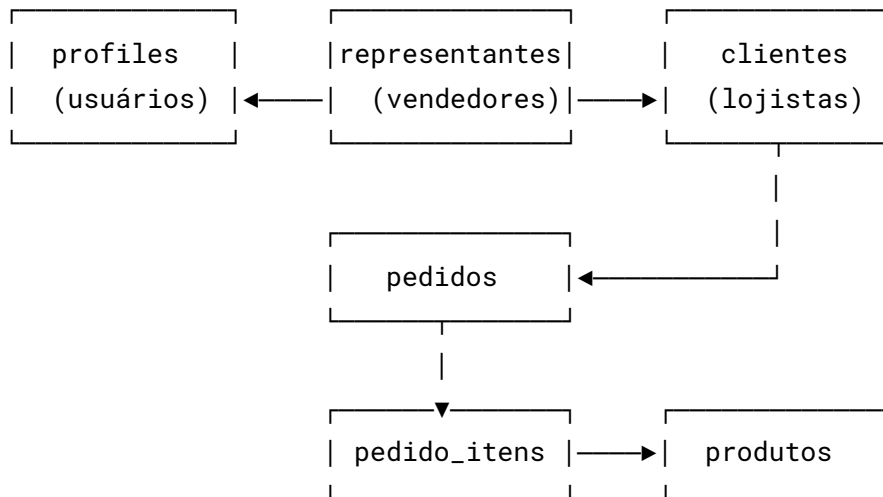 profiles representantes clientes
(usuários) (vendedores) (lojistas)
pedidos
pedido_itens produtos